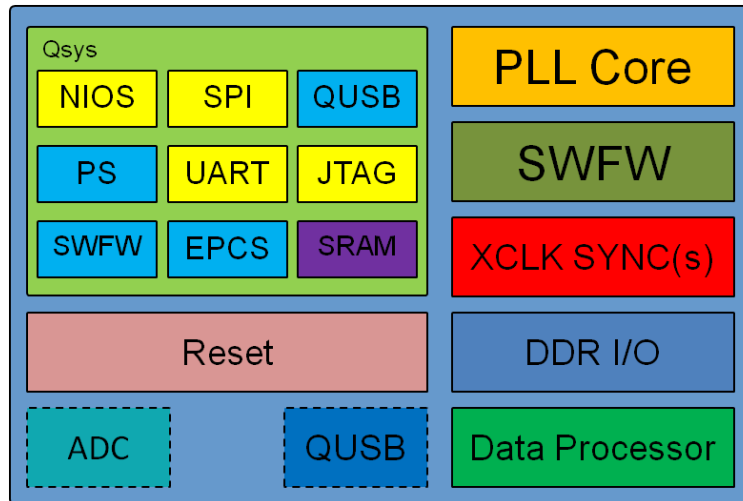 Qsys
NIOS SPI QUSB
PS UART JTAG
SWFW EPCS SRAM
PLL Core
SWFW
XCLK SYNC(s)
Reset
DDR I/O
ADC
QUSB
Data Processor